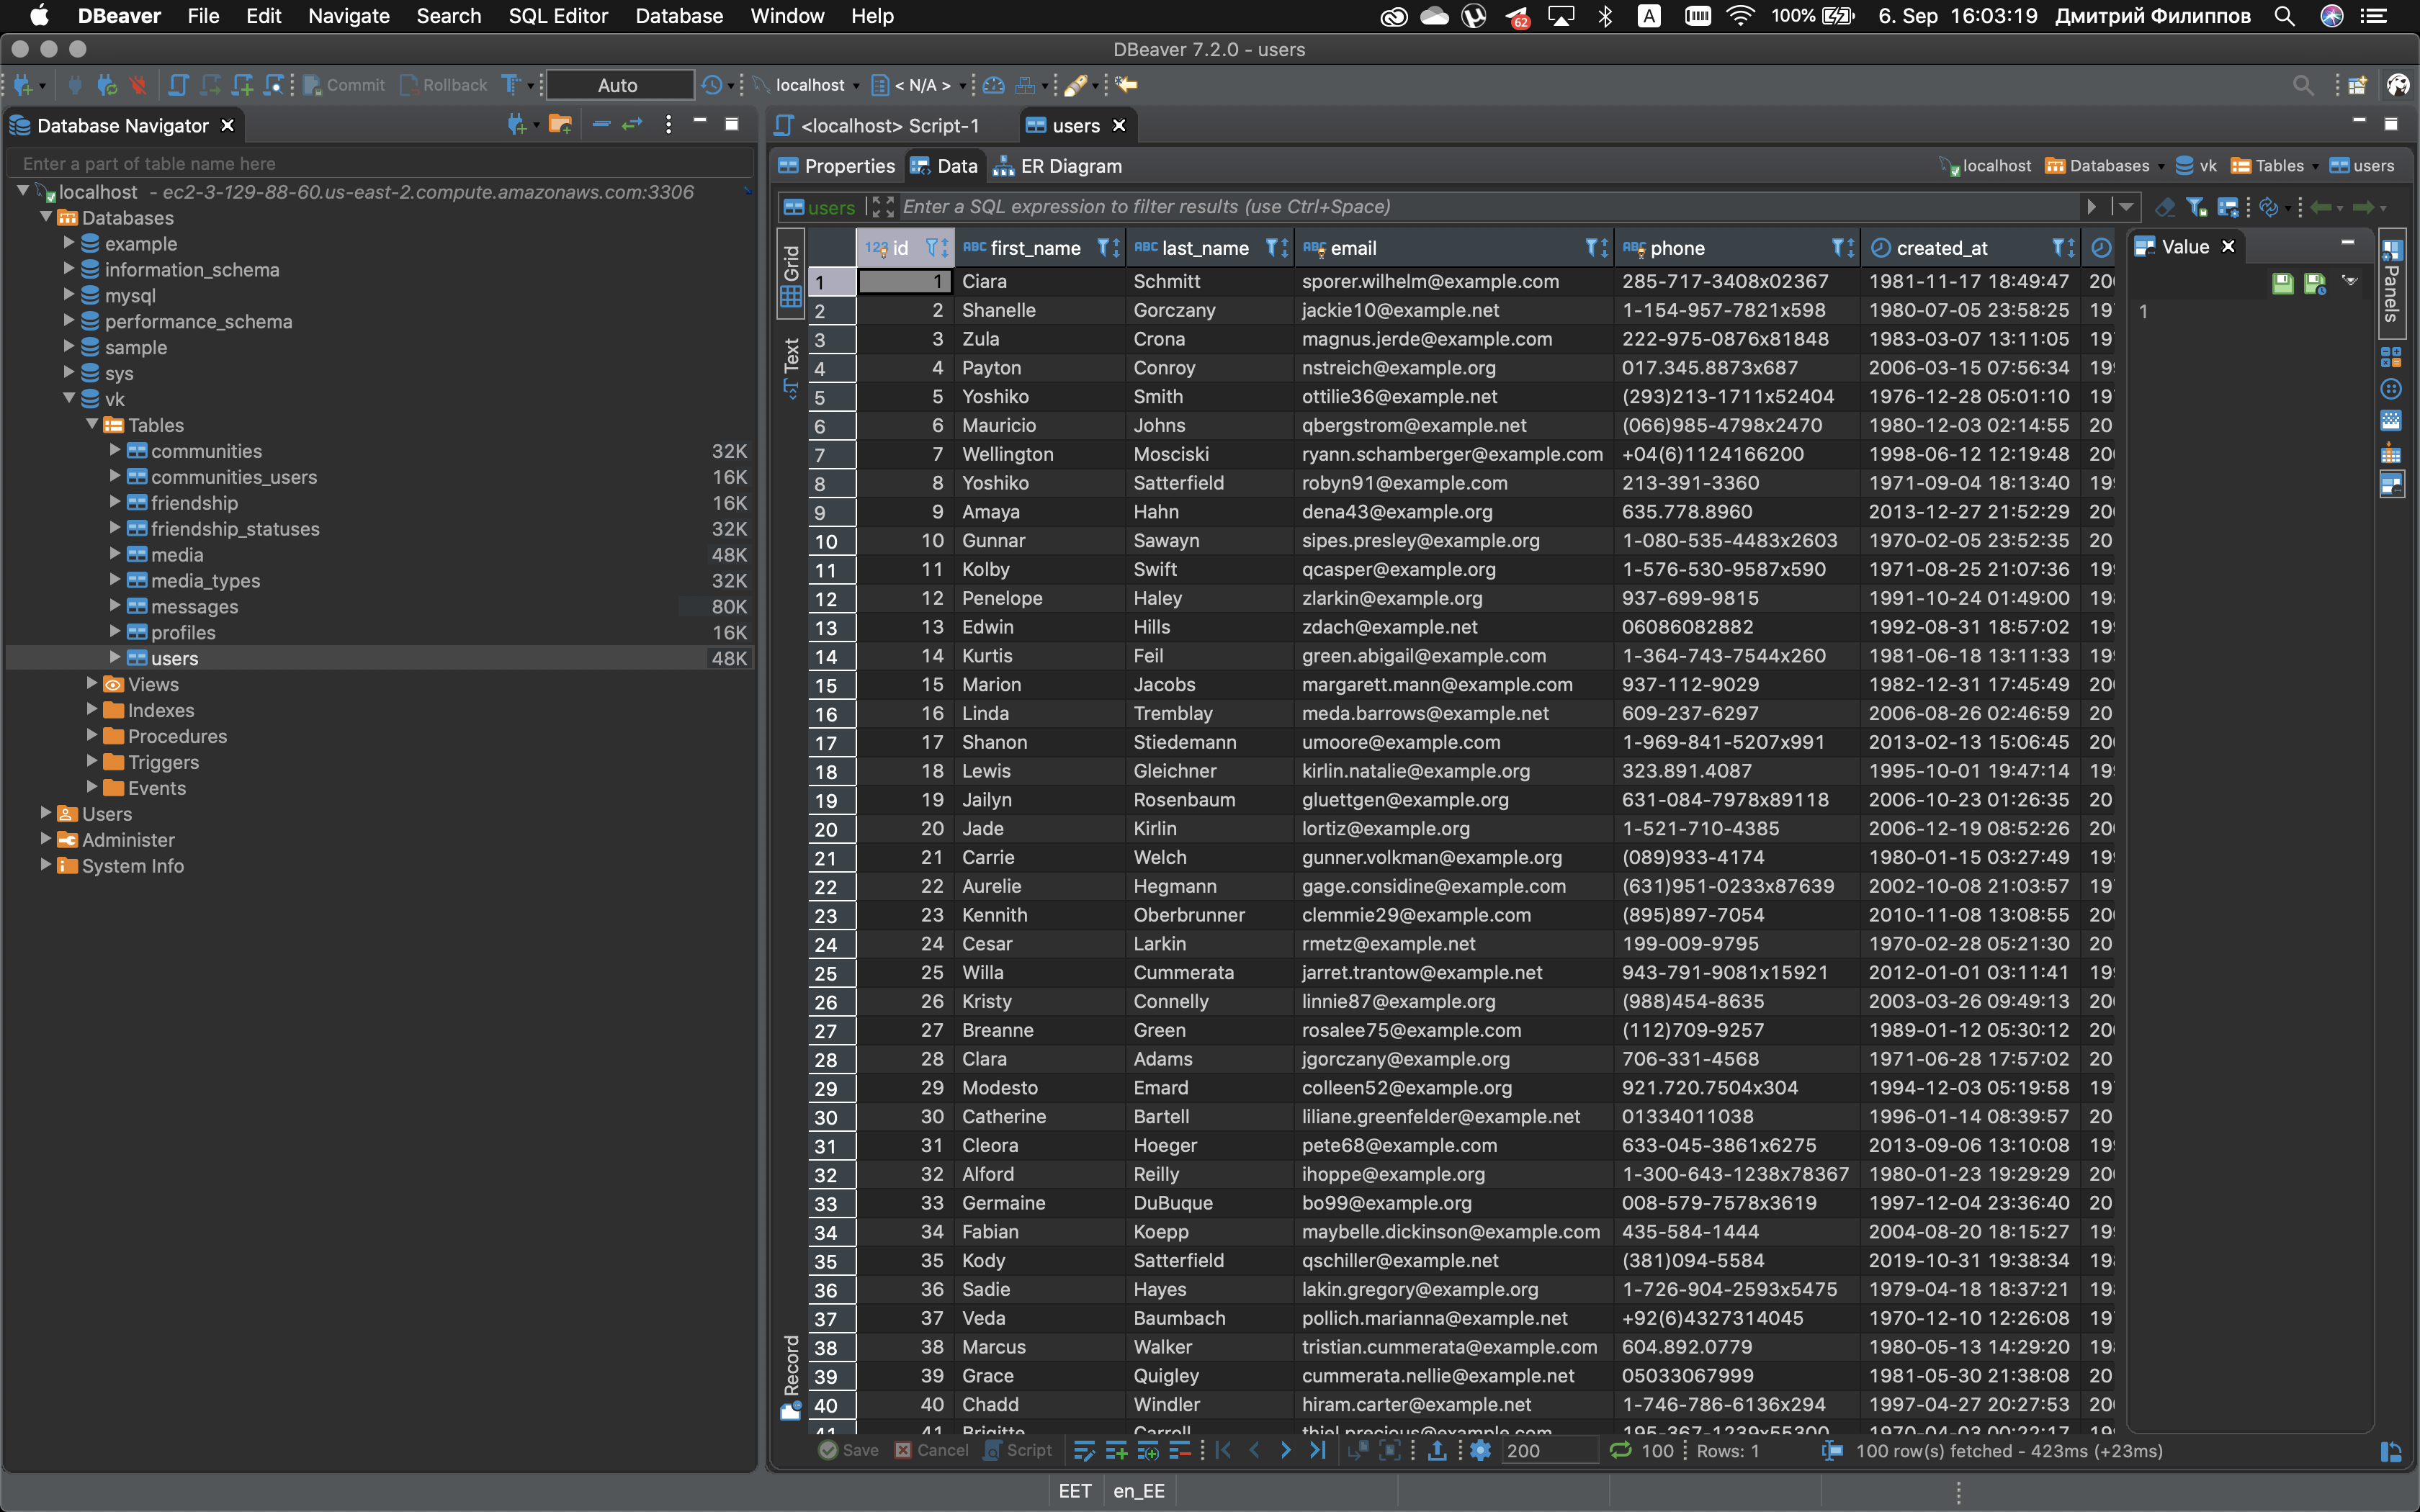 DBeaver File Edit Navigate Search SQL Editor Database Window Help 62 A 100% 6. Sep 16:03:19 Дмитрий Филиппов
DBeaver 7.2.0 - users
Commit Rollback Auto localhost < N/A >
Database Navigator
Enter a part of table name here
localhost - ec2-3-129-88-60.us-east-2.compute.amazonaws.com:3306
Databases
example
information_schema
mysql
performance_schema
sample
sys
vk
Tables
communities 32K
communities_users 16K
friendship 16K
friendship_statuses 32K
media 48K
media_types 32K
messages 80K
profiles 16K
users 48K
Views
Indexes
Procedures
Triggers
Events
Users
Administer
System Info
<localhost> Script-1 users
Properties Data ER Diagram localhost Databases vk Tables users
users Enter a SQL expression to filter results (use Ctrl+Space)
Grid
Text
Record
123 id ABC first_name ABC last_name ABC email ABC phone created_at
1 1 Ciara Schmitt sporer.wilhelm@example.com 285-717-3408x02367 1981-11-17 18:49:47 20
2 2 Shanelle Gorczany jackie10@example.net 1-154-957-7821x598 1980-07-05 23:58:25 19
3 3 Zula Crona magnus.jerde@example.com 222-975-0876x81848 1983-03-07 13:11:05 19
4 4 Payton Conroy nstreich@example.org 017.345.8873x687 2006-03-15 07:56:34 19
5 5 Yoshiko Smith ottilie36@example.net (293)213-1711x52404 1976-12-28 05:01:10 19
6 6 Mauricio Johns qbergstrom@example.net (066)985-4798x2470 1980-12-03 02:14:55 20
7 7 Wellington Mosciski ryann.schamberger@example.com +04(6)1124166200 1998-06-12 12:19:48 20
8 8 Yoshiko Satterfield robyn91@example.com 213-391-3360 1971-09-04 18:13:40 19
9 9 Amaya Hahn dena43@example.org 635.778.8960 2013-12-27 21:52:29 20
10 10 Gunnar Sawayn sipes.presley@example.org 1-080-535-4483x2603 1970-02-05 23:52:35 20
11 11 Kolby Swift qcasper@example.org 1-576-530-9587x590 1971-08-25 21:07:36 19
12 12 Penelope Haley zlarkin@example.org 937-699-9815 1991-10-24 01:49:00 19
13 13 Edwin Hills zdach@example.net 06086082882 1992-08-31 18:57:02 19
14 14 Kurtis Feil green.abigail@example.com 1-364-743-7544x260 1981-06-18 13:11:33 19
15 15 Marion Jacobs margarett.mann@example.com 937-112-9029 1982-12-31 17:45:49 20
16 16 Linda Tremblay meda.barrows@example.net 609-237-6297 2006-08-26 02:46:59 20
17 17 Shanon Stiedemann umoore@example.com 1-969-841-5207x991 2013-02-13 15:06:45 20
18 18 Lewis Gleichner kirlin.natalie@example.org 323.891.4087 1995-10-01 19:47:14 19
19 19 Jailyn Rosenbaum gluettgen@example.org 631-084-7978x89118 2006-10-23 01:26:35 20
20 20 Jade Kirlin lortiz@example.org 1-521-710-4385 2006-12-19 08:52:26 20
21 21 Carrie Welch gunner.volkman@example.org (089)933-4174 1980-01-15 03:27:49 19
22 22 Aurelie Hegmann gage.considine@example.com (631)951-0233x87639 2002-10-08 21:03:57 19
23 23 Kennith Oberbrunner clemmie29@example.com (895)897-7054 2010-11-08 13:08:55 20
24 24 Cesar Larkin rmetz@example.net 199-009-9795 1970-02-28 05:21:30 20
25 25 Willa Cummerata jarret.trantow@example.net 943-791-9081x15921 2012-01-01 03:11:41 19
26 26 Kristy Connelly linnie87@example.org (988)454-8635 2003-03-26 09:49:13 20
27 27 Breanne Green rosalee75@example.com (112)709-9257 1989-01-12 05:30:12 20
28 28 Clara Adams jgorczany@example.org 706-331-4568 1971-06-28 17:57:02 20
29 29 Modesto Emard colleen52@example.org 921.720.7504x304 1994-12-03 05:19:58 19
30 30 Catherine Bartell liliane.greenfelder@example.net 01334011038 1996-01-14 08:39:57 20
31 31 Cleora Hoeger pete68@example.com 633-045-3861x6275 2013-09-06 13:10:08 19
32 32 Alford Reilly ihoppe@example.org 1-300-643-1238x78367 1980-01-23 19:29:29 20
33 33 Germaine DuBuque bo99@example.org 008-579-7578x3619 1997-12-04 23:36:40 20
34 34 Fabian Koepp maybelle.dickinson@example.com 435-584-1444 2004-08-20 18:15:27 19
35 35 Kody Satterfield qschiller@example.net (381)094-5584 2019-10-31 19:38:34 19
36 36 Sadie Hayes lakin.gregory@example.org 1-726-904-2593x5475 1979-04-18 18:37:21 19
37 37 Veda Baumbach pollich.marianna@example.net +92(6)4327314045 1970-12-10 12:26:08 19
38 38 Marcus Walker tristian.cummerata@example.com 604.892.0779 1980-05-13 14:29:20 19
39 39 Grace Quigley cummerata.nellie@example.net 05033067999 1981-05-30 21:38:08 20
40 40 Chadd Windler hiram.carter@example.net 1-746-786-6136x294 1997-04-27 20:27:53 20
41 41 Brigitte Carroll thiel.precious@example.com 195-367-1239x55300 1970-04-03 00:22:17 19
Value
1
Panels
Save Cancel Script 200 100 Rows: 1 100 row(s) fetched - 423ms (+23ms)
EET en_EE